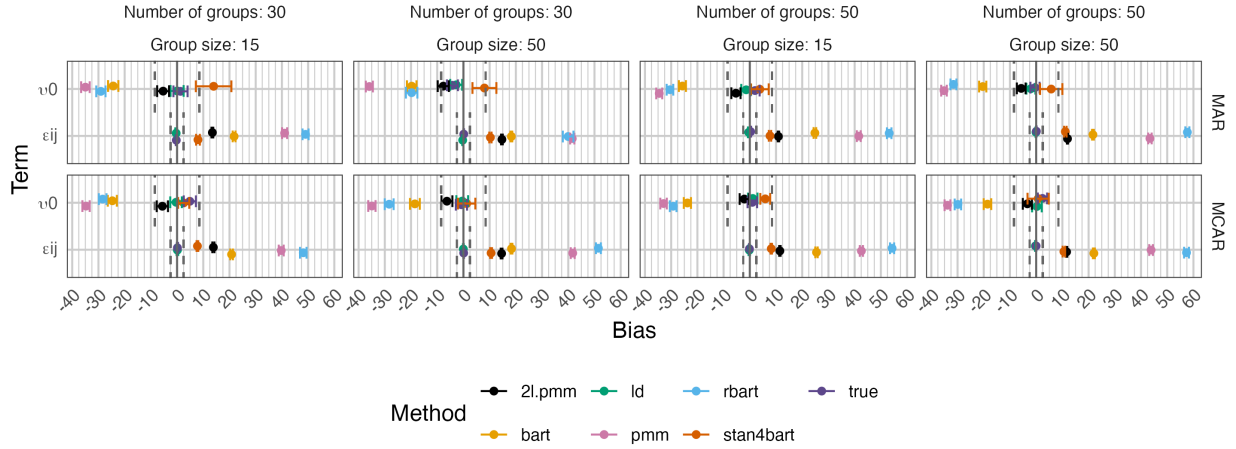 Number of groups: 30 Number of groups: 30 Number of groups: 50 Number of groups: 50
Group size: 15 Group size: 50 Group size: 15 Group size: 50
υ0
εij
MAR
Term
υ0
εij
MCAR
-40 -30 -20 -10 0 10 20 30 40 50 60 -40 -30 -20 -10 0 10 20 30 40 50 60 -40 -30 -20 -10 0 10 20 30 40 50 60 -40 -30 -20 -10 0 10 20 30 40 50 60
Bias
Method
2l.pmm ld rbart true
bart pmm stan4bart